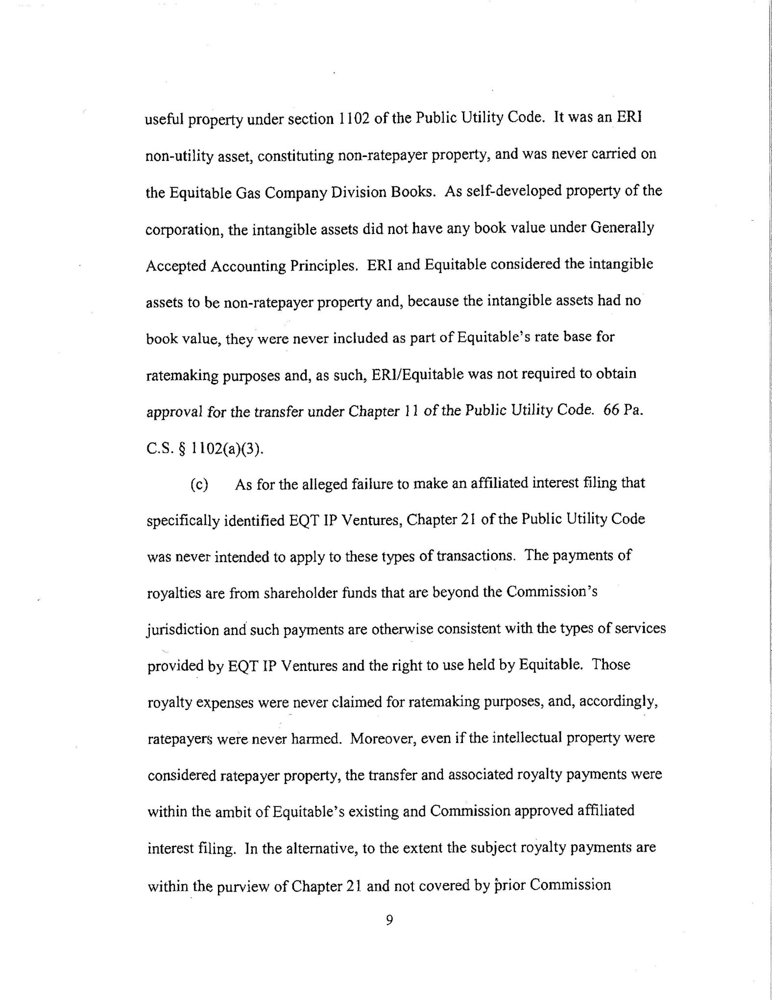 useful property under section 1102 of the Public Utility Code. It was an ERI
non-utility asset, constituting non-ratepayer property, and was never carried on
the Equitable Gas Company Division Books. As self-developed property of the
corporation, the intangible assets did not have any book value under Generally
Accepted Accounting Principles. ERI and Equitable considered the intangible
assets to be non-ratepayer property and, because the intangible assets had no
book value, they were never included as part of Equitable's rate base for
ratemaking purposes and, as such, ERI/Equitable was not required to obtain
approval for the transfer under Chapter 11 of the Public Utility Code. 66 Pa.
C.S. § 1102(a)(3).
(c) As for the alleged failure to make an affiliated interest filing that
specifically identified EQT IP Ventures, Chapter 21 of the Public Utility Code
was never intended to apply to these types of transactions. The payments of
royalties are from shareholder funds that are beyond the Commission's
jurisdiction and such payments are otherwise consistent with the types of services
provided by EQT IP Ventures and the right to use held by Equitable. Those
royalty expenses were never claimed for ratemaking purposes, and, accordingly,
ratepayers were never harmed. Moreover, even if the intellectual property were
considered ratepayer property, the transfer and associated royalty payments were
within the ambit of Equitable's existing and Commission approved affiliated
interest filing. In the alternative, to the extent the subject royalty payments are
within the purview of Chapter 21 and not covered by prior Commission
9